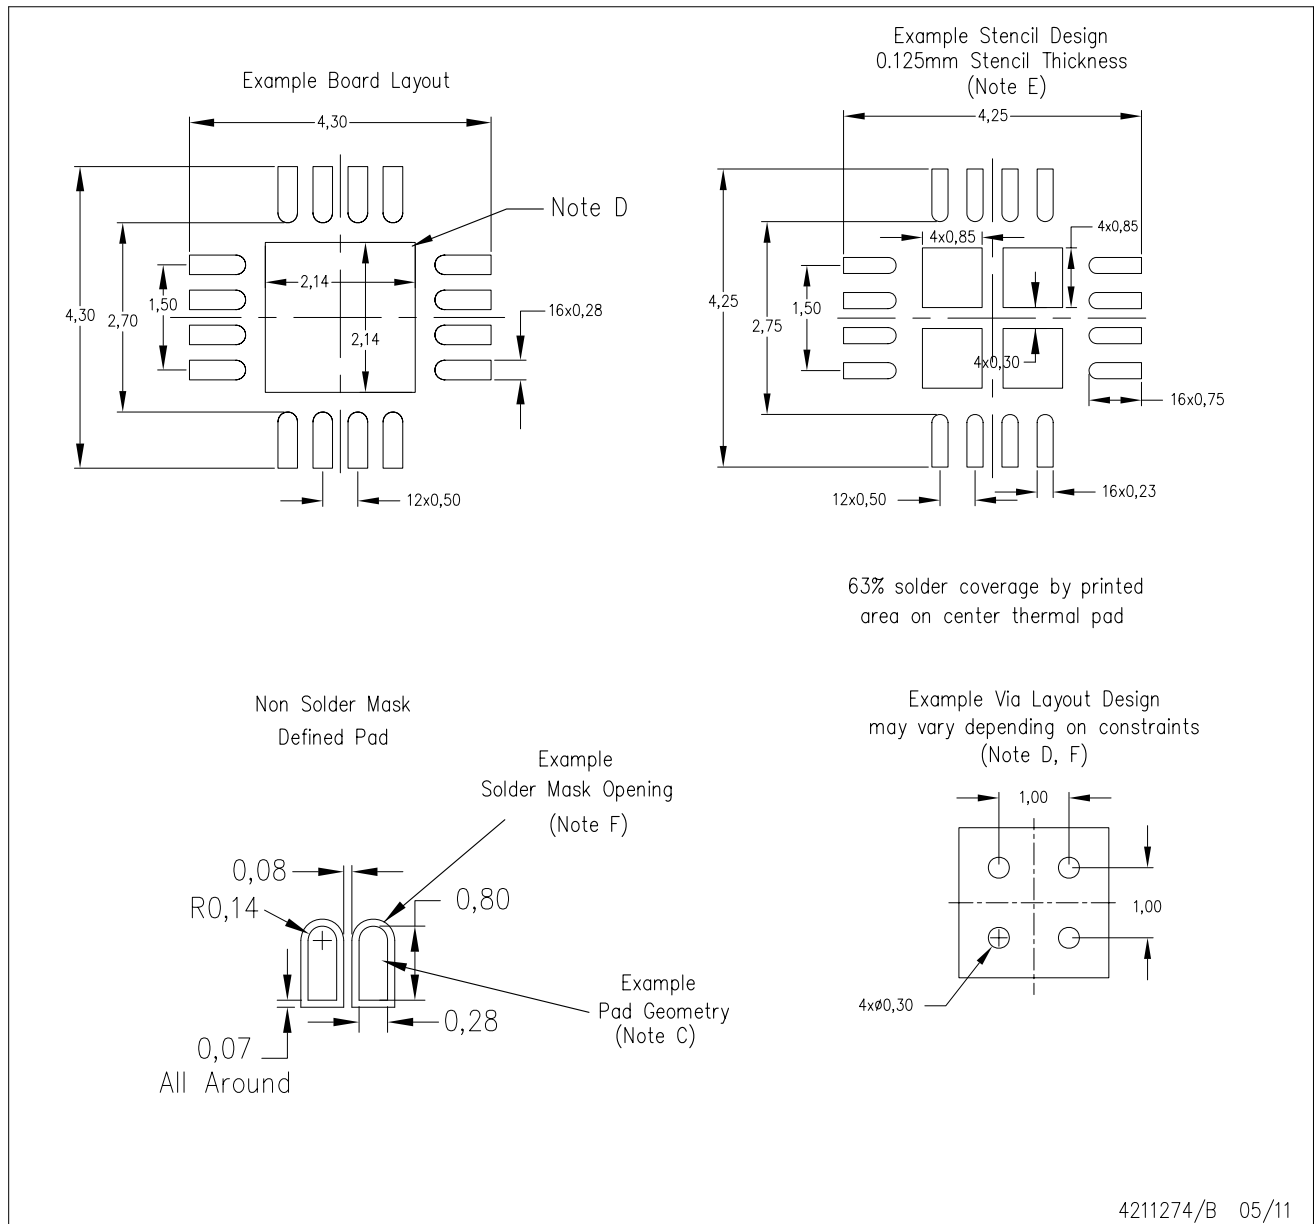 Example Board Layout
4,30
4,30
2,70
1,50
2,14
2,14
Note D
16x0,28
12x0,50
Example Stencil Design
0.125mm Stencil Thickness
(Note E)
4,25
4,25
2,75
1,50
4x0,85
4x0,85
4x0,30
16x0,75
12x0,50
16x0,23
63% solder coverage by printed
area on center thermal pad
Non Solder Mask
Defined Pad
Example
Solder Mask Opening
(Note F)
0,08
R0,14
0,80
0,28
0,07
All Around
Example
Pad Geometry
(Note C)
Example Via Layout Design
may vary depending on constraints
(Note D, F)
1,00
1,00
4xø0,30
4211274/B 05/11